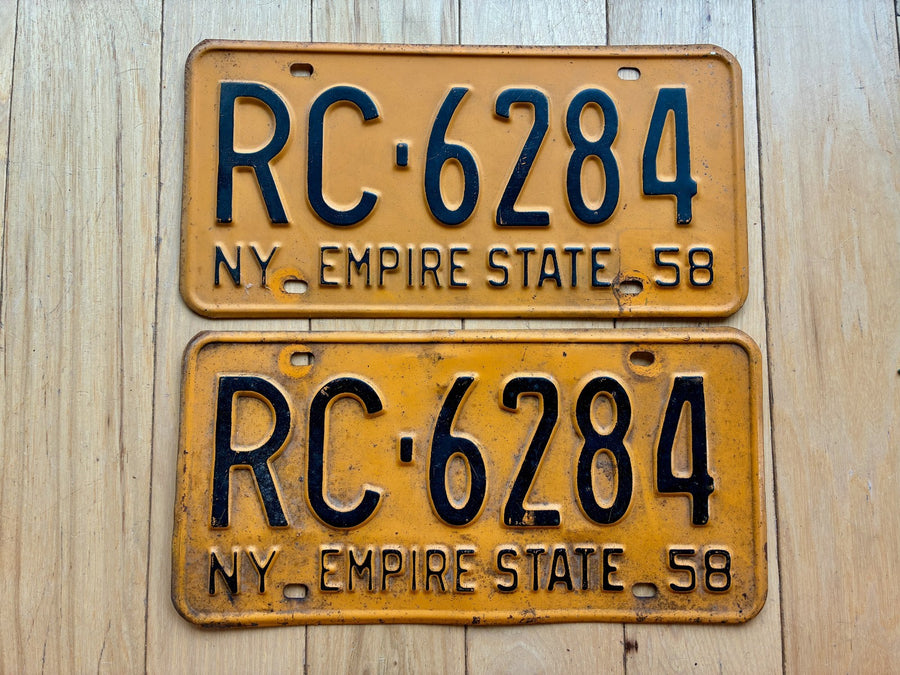 RC·6284
NY EMPIRE STATE 58
RC·6284
NY EMPIRE STATE 58